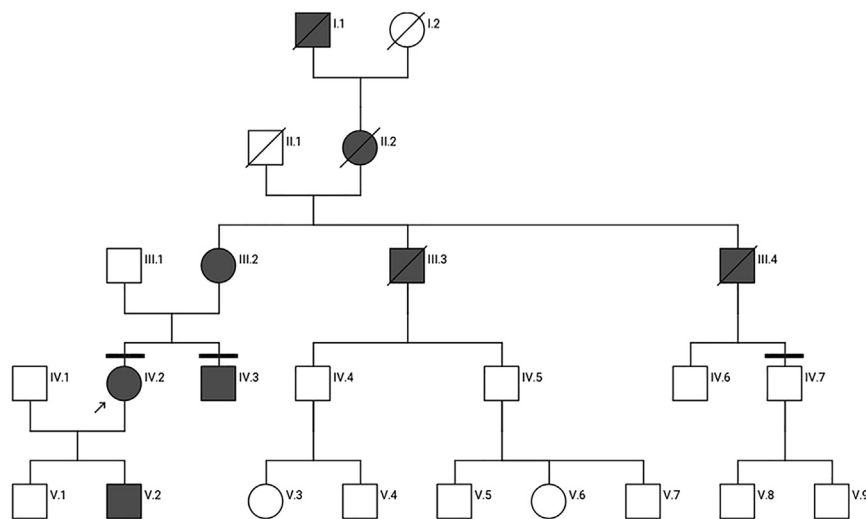 I.1 I.2
II.1 II.2
III.1 III.2 III.3 III.4
IV.1 IV.2 IV.3 IV.4 IV.5 IV.6 IV.7
V.1 V.2 V.3 V.4 V.5 V.6 V.7 V.8 V.9